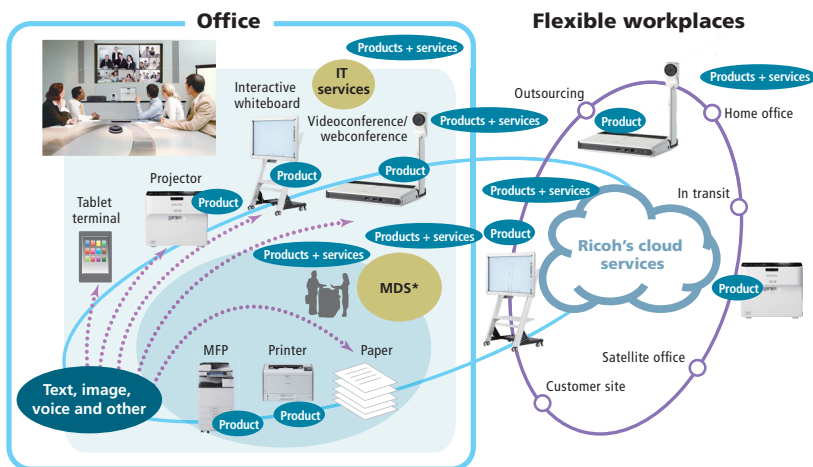 Office
Flexible workplaces
Products + services
IT
services
Interactive
whiteboard
Videoconference/
webconference
Products + services
Product
Product
Projector
Product
Tablet
terminal
Products + services
Products + services
MDS*
MFP
Printer
Paper
Text, image,
voice and other
Product
Product
Products + services
Outsourcing
Product
Home office
Products + services
In transit
Product
Ricoh’s cloud
services
Product
Satellite office
Customer site